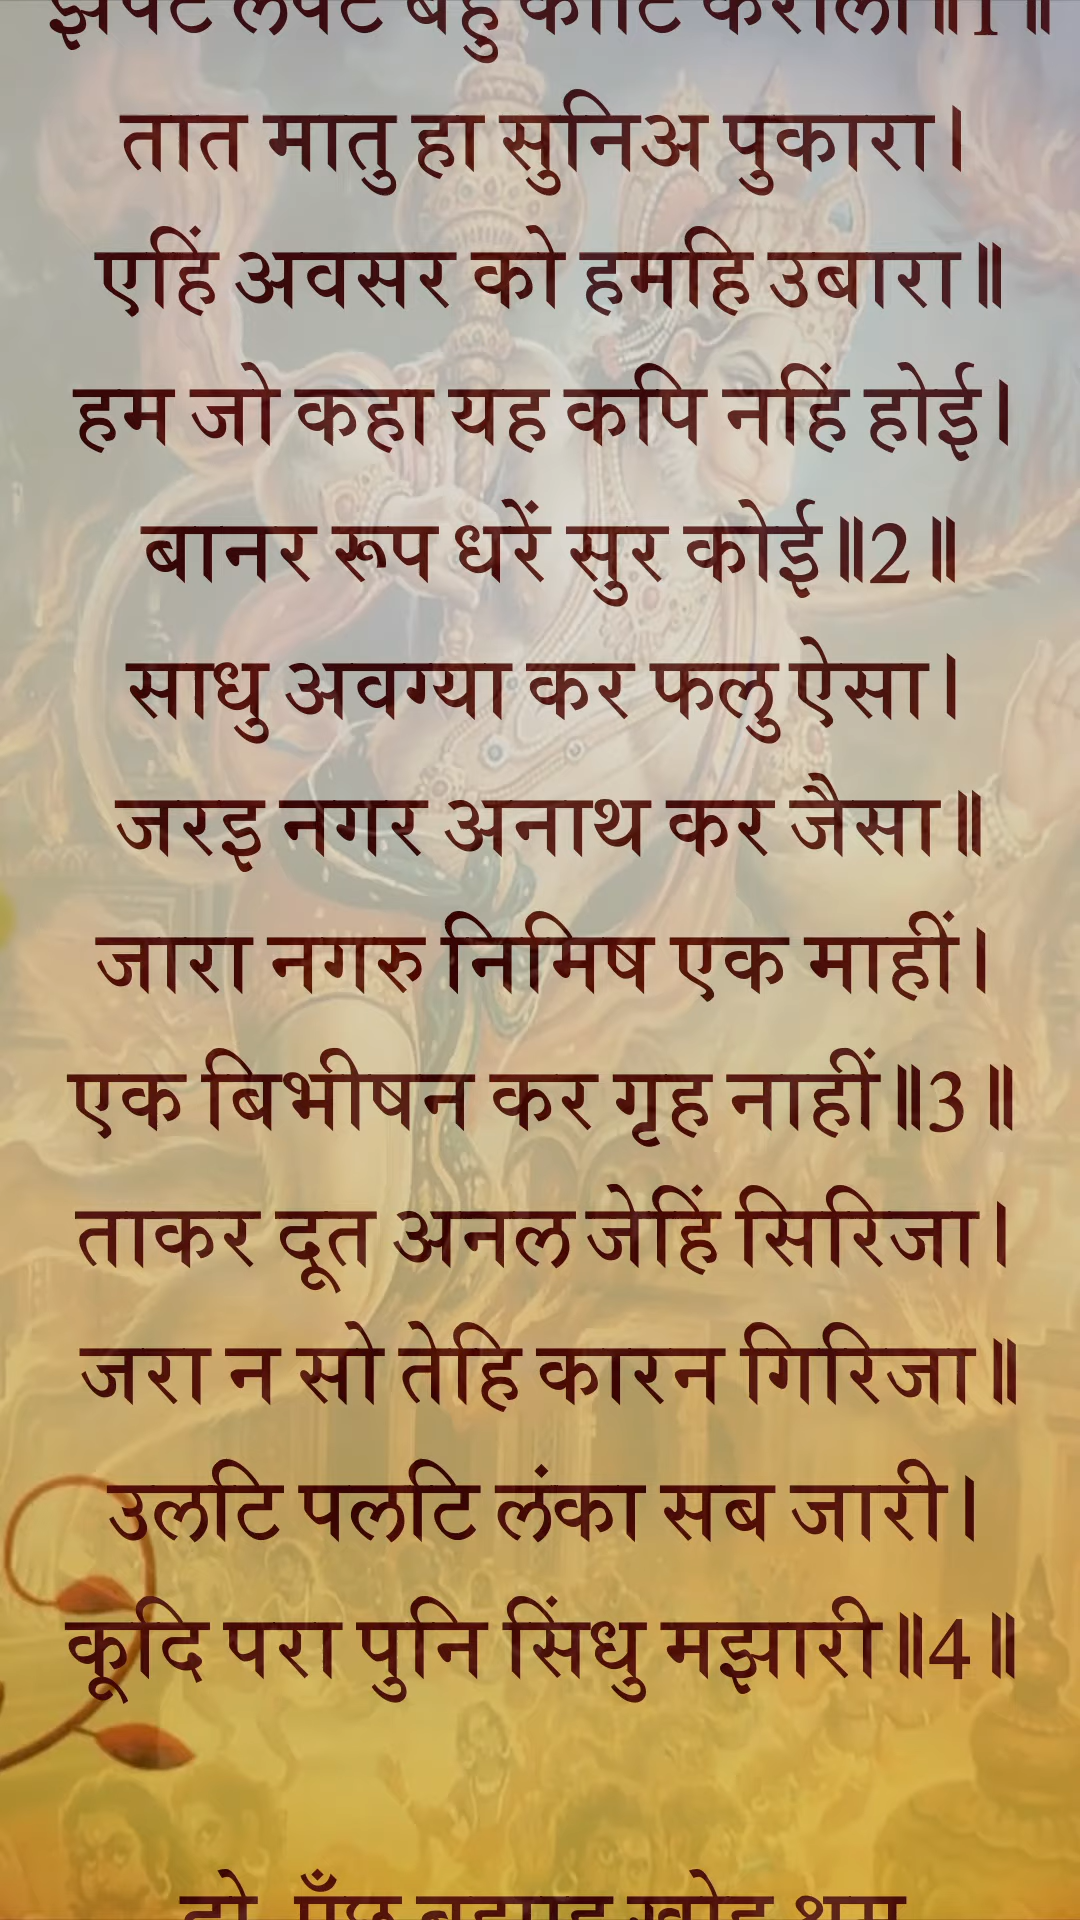 झपट लपट बहु कोटि कराला॥1॥
तात मातु हा सुनिअ पुकारा।
एहिं अवसर को हमहि उबारा॥
हम जो कहा यह कपि नहिं होई।
बानर रूप धरें सुर कोई॥2॥
साधु अवग्या कर फलु ऐसा।
जरइ नगर अनाथ कर जैसा॥
जारा नगरु निमिष एक माहीं।
एक बिभीषन कर गृह नाहीं॥3॥
ताकर दूत अनल जेहिं सिरिजा।
जरा न सो तेहि कारन गिरिजा॥
उलटि पलटि लंका सब जारी।
कूदि परा पुनि सिंधु मझारी॥4॥